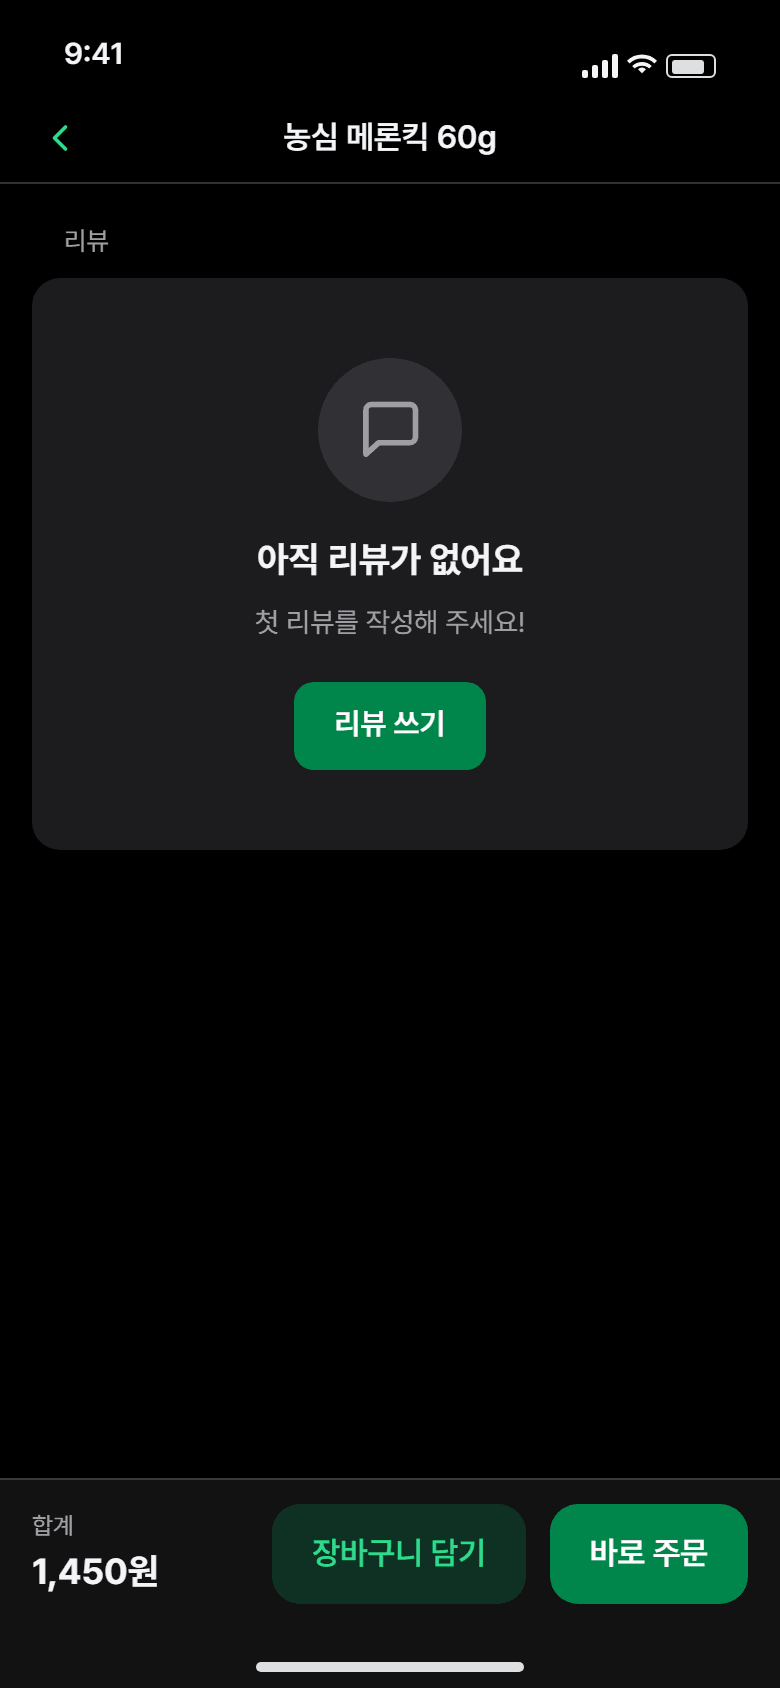 9:41
농심 메론킥 60g
리뷰
아직 리뷰가 없어요
첫 리뷰를 작성해 주세요!
리뷰 쓰기
합계
1,450원
장바구니 담기
바로 주문